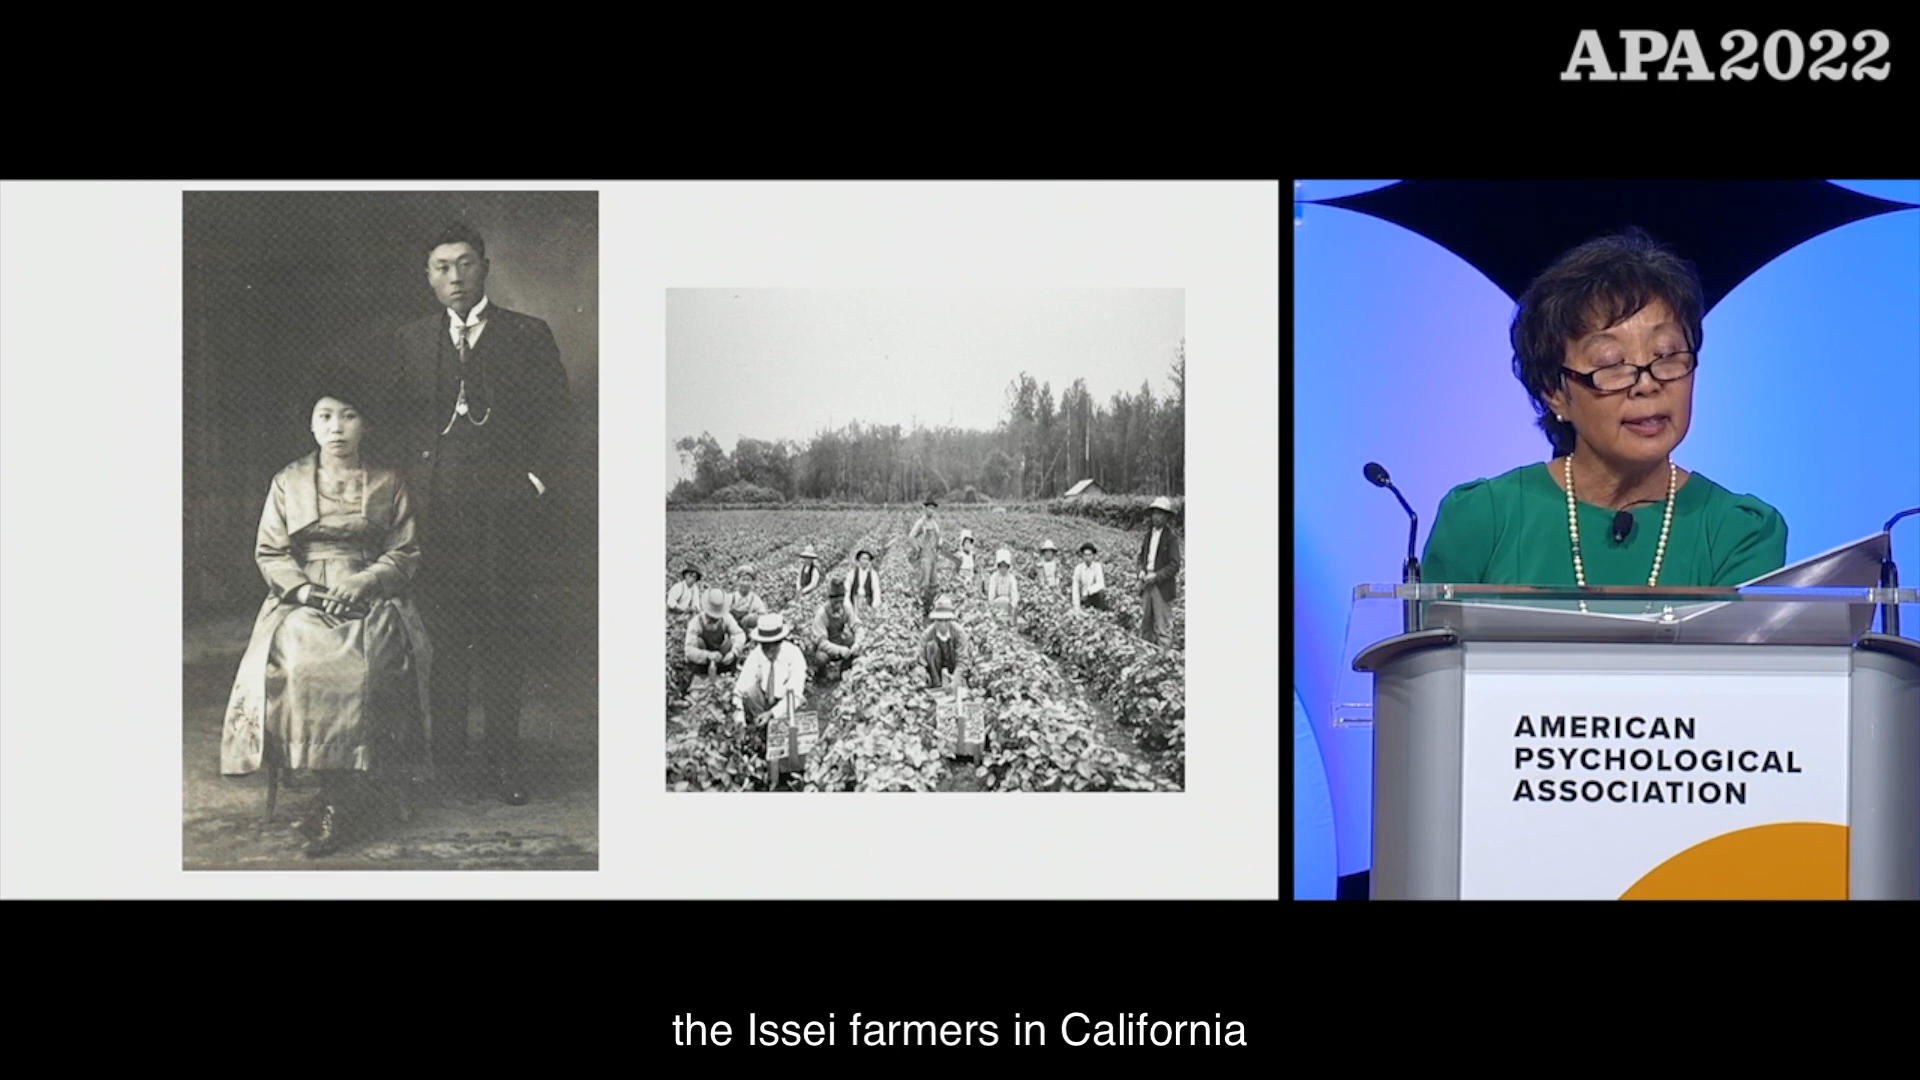 APA2022
AMERICAN
PSYCHOLOGICAL
ASSOCIATION
the Issei farmers in California